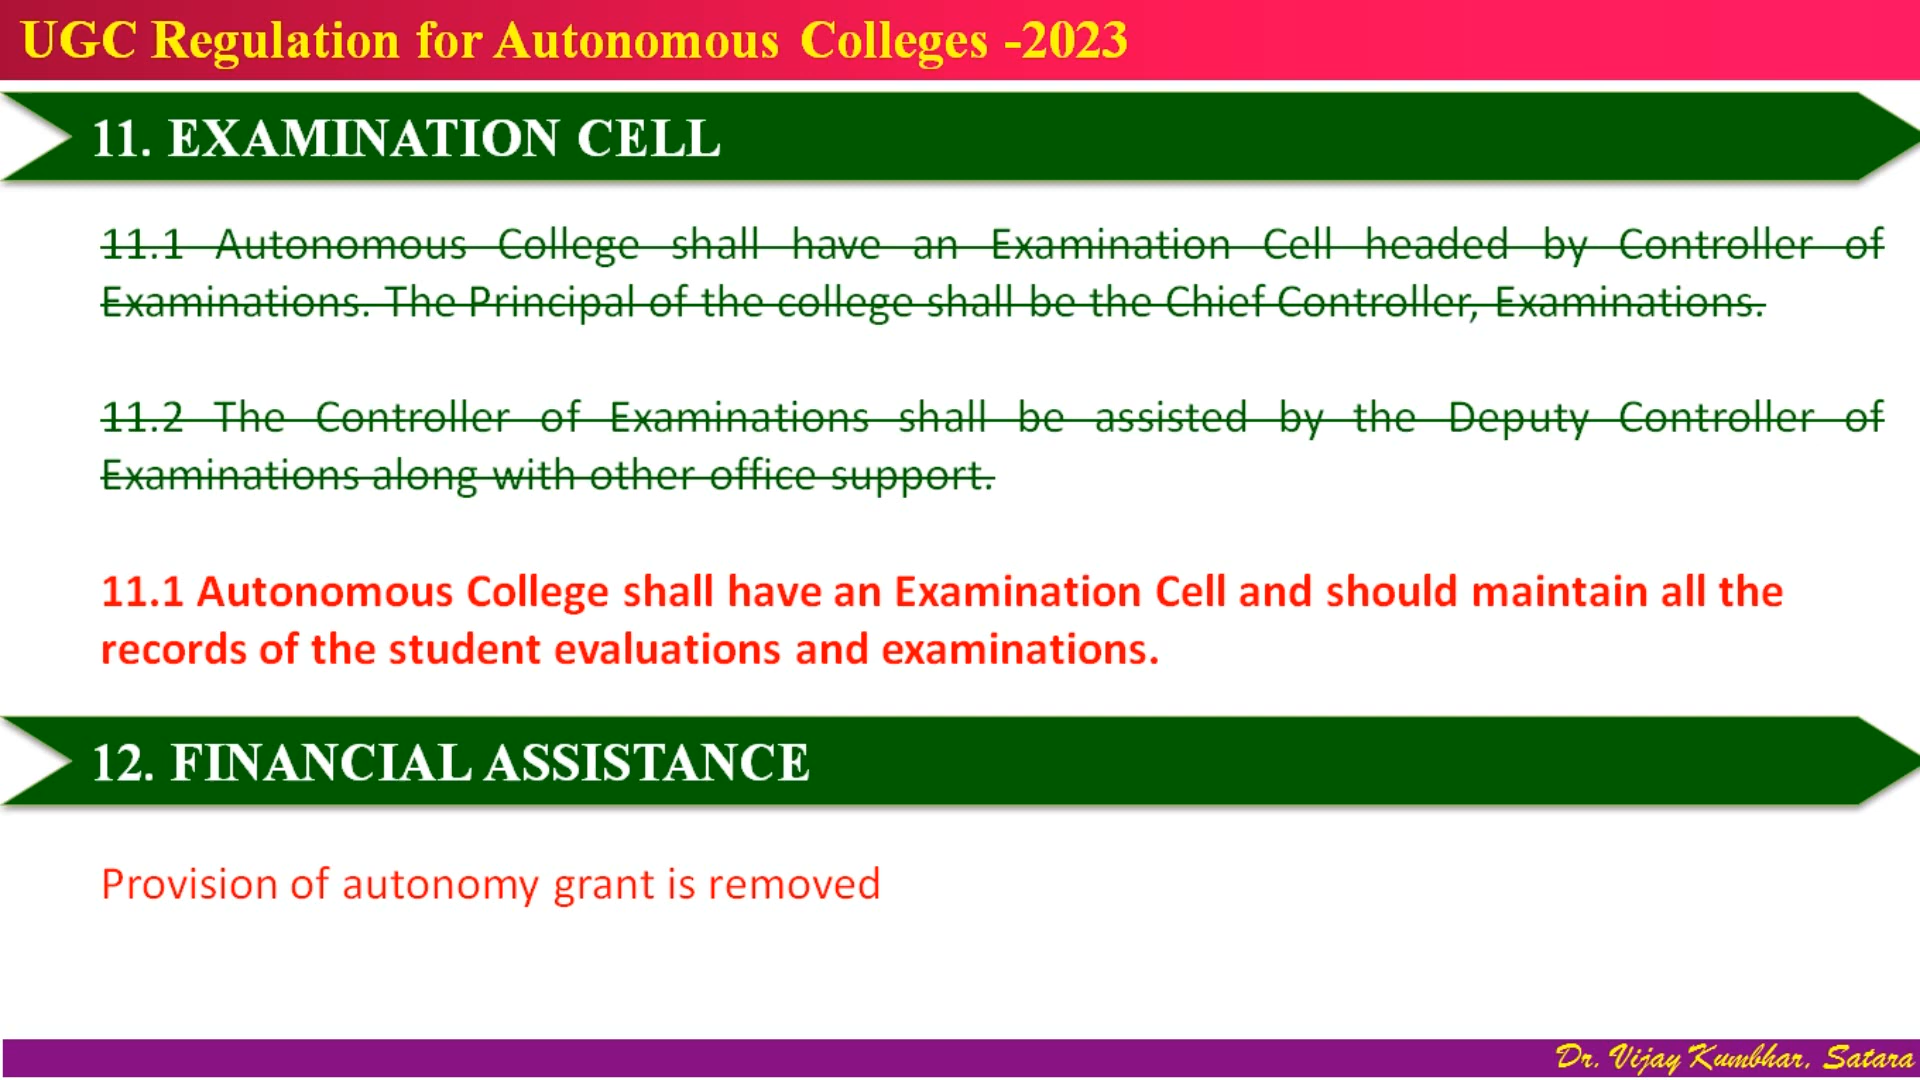 UGC Regulation for Autonomous Colleges -2023
11. EXAMINATION CELL
11.1 Autonomous College shall have an Examination Cell headed by Controller of
Examinations. The Principal of the college shall be the Chief Controller, Examinations.
11.2 The Controller of Examinations shall be assisted by the Deputy Controller of
Examinations along with other office support.
11.1 Autonomous College shall have an Examination Cell and should maintain all the
records of the student evaluations and examinations.
12. FINANCIAL ASSISTANCE
Provision of autonomy grant is removed
Dr. Vijay Kumbhar, Satara